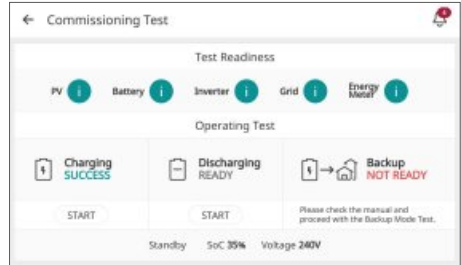 ← Commissioning Test
4
Test Readiness
PV i Battery i Inverter i Grid i Energy Meter i
Operating Test
Charging
SUCCESS
Discharging
READY
Backup
NOT READY
START
START
Please check the manual and
proceed with the Backup Mode Test.
Standby SoC 35% Voltage 240V